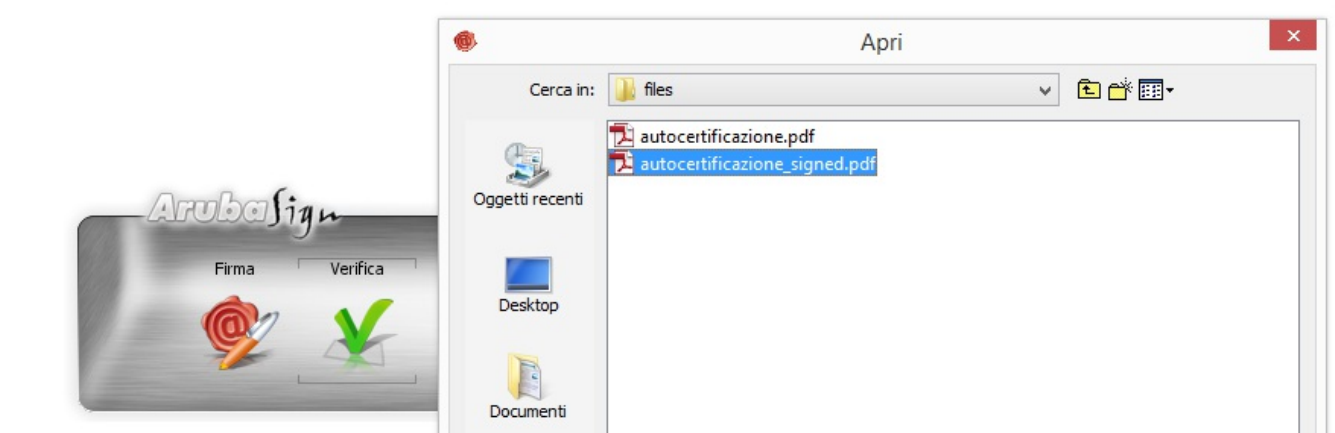 Apri
Cerca in: files
autocertificazione.pdf
autocertificazione_signed.pdf
Oggetti recenti
ArubaSign
Firma Verifica
Desktop
Documenti